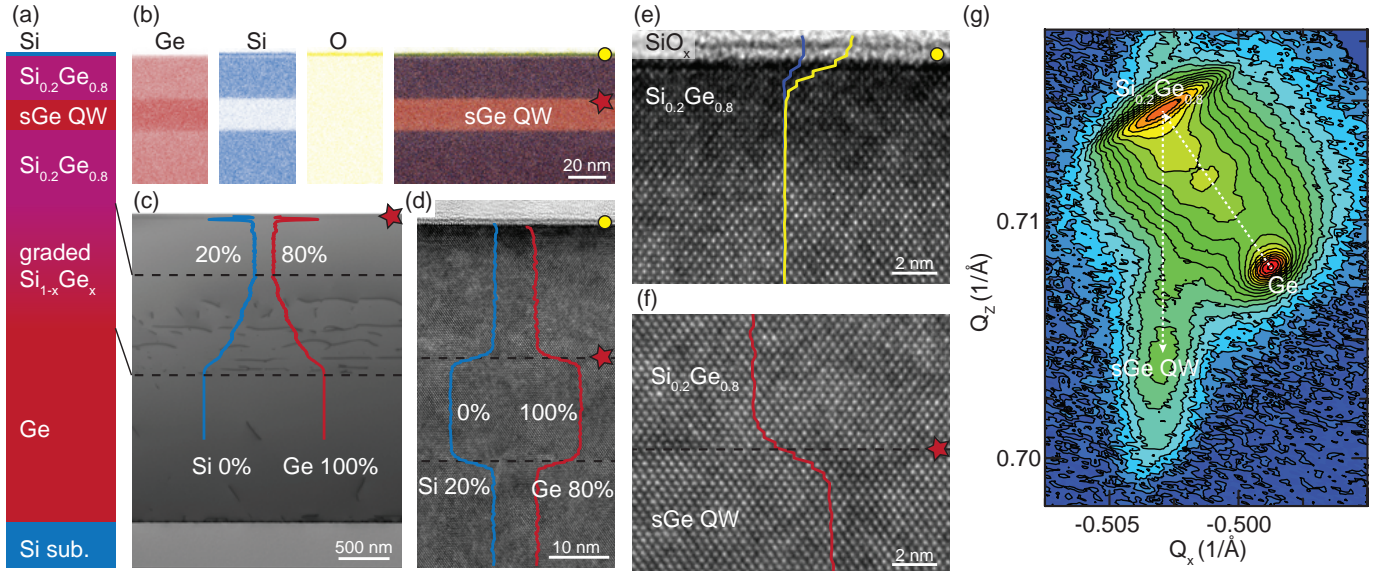 (a)
Si
Si0.2Ge0.8
sGe QW
Si0.2Ge0.8
graded
Si1-xGex
Ge
Si sub.
(b)
Ge
Si
O
sGe QW
20 nm
(c)
20%
80%
Si 0%
Ge 100%
500 nm
(d)
0%
100%
Si 20%
Ge 80%
10 nm
(e)
SiOx
Si0.2Ge0.8
2 nm
(f)
Si0.2Ge0.8
sGe QW
2 nm
(g)
Si0.2Ge0.8
Ge
sGe QW
0.71
0.70
QZ (1/Å)
-0.505
-0.500
Qx (1/Å)